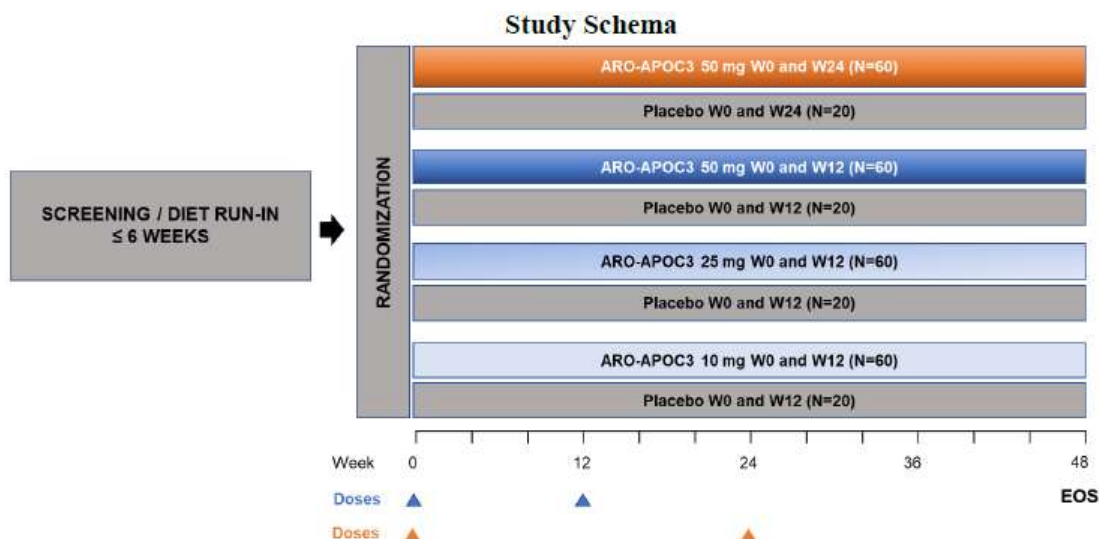 Study Schema
SCREENING / DIET RUN-IN
≤ 6 WEEKS
RANDOMIZATION
ARO-APOC3 50 mg W0 and W24 (N=60)
Placebo W0 and W24 (N=20)
ARO-APOC3 50 mg W0 and W12 (N=60)
Placebo W0 and W12 (N=20)
ARO-APOC3 25 mg W0 and W12 (N=60)
Placebo W0 and W12 (N=20)
ARO-APOC3 10 mg W0 and W12 (N=60)
Placebo W0 and W12 (N=20)
Week 0 12 24 36 48
Doses
EOS
Doses